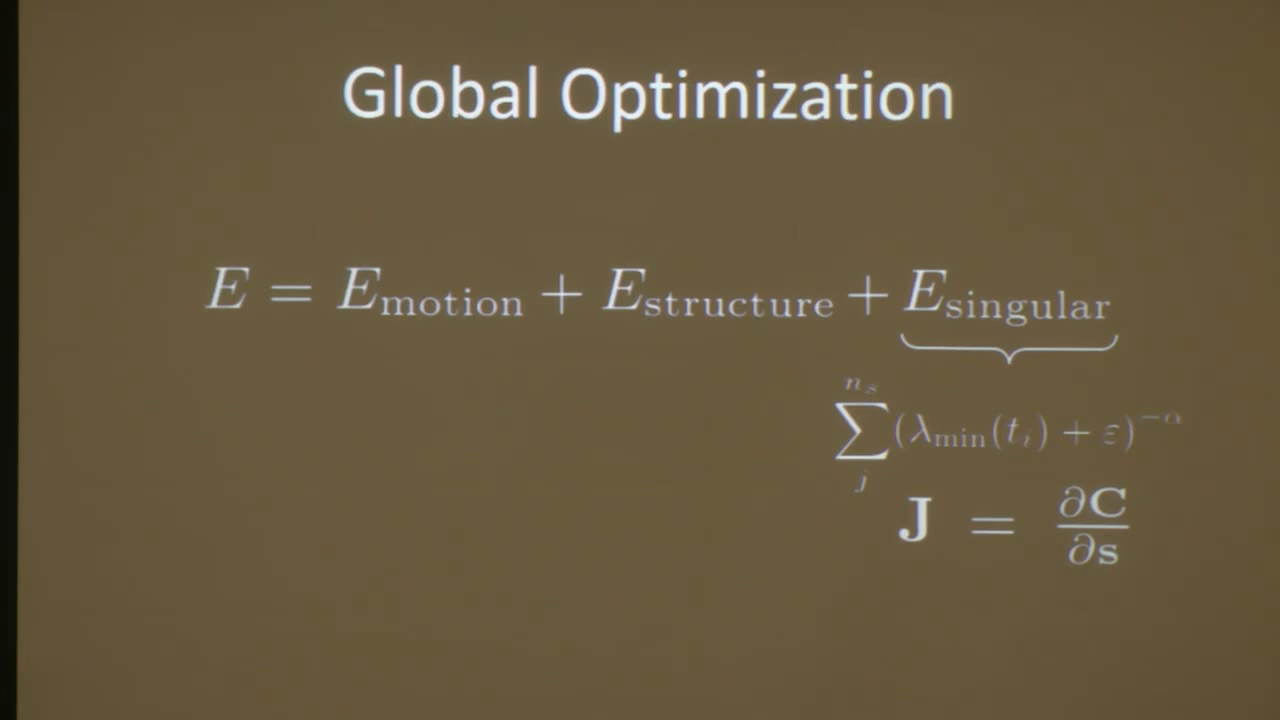 Global Optimization
E = E_motion + E_structure + E_singular
∑_j^{n_s} (λ_min(t_i) + ε)^{-α}
J = ∂C/∂s